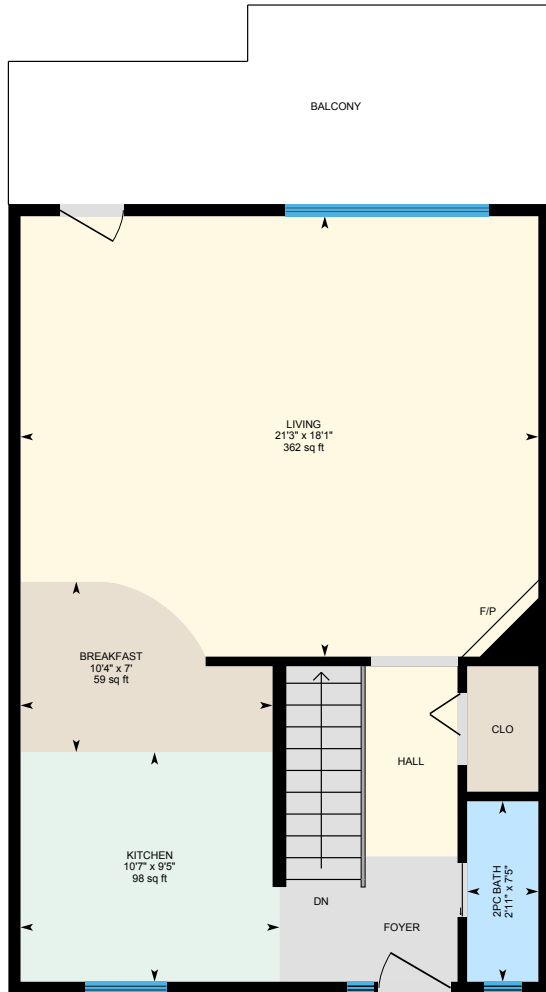 BALCONY
LIVING
21'3" x 18'1"
362 sq ft
F/P
BREAKFAST
10'4" x 7'
59 sq ft
CLO
HALL
KITCHEN
10'7" x 9'5"
98 sq ft
2PC BATH
2'11" x 7'5"
DN
FOYER